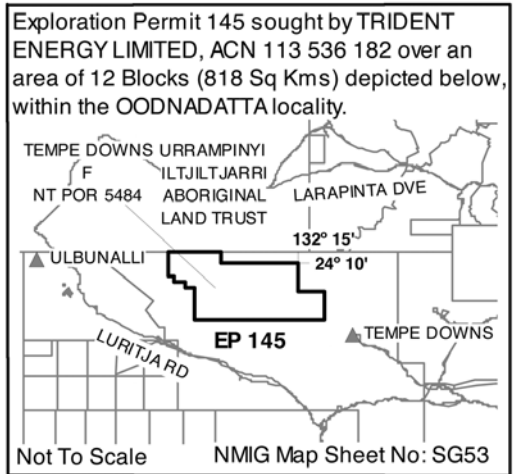 Exploration Permit 145 sought by TRIDENT
ENERGY LIMITED, ACN 113 536 182 over an
area of 12 Blocks (818 Sq Kms) depicted below,
within the OODNADATTA locality.
TEMPE DOWNS
F
NT POR 5484
URRAMPINYI
ILTJILTJARRI
ABORIGINAL
LAND TRUST
LARAPINTA DVE
132° 15'
24° 10'
ULBUNALLI
EP 145
TEMPE DOWNS
LURITJA RD
Not To Scale
NMIG Map Sheet No: SG53